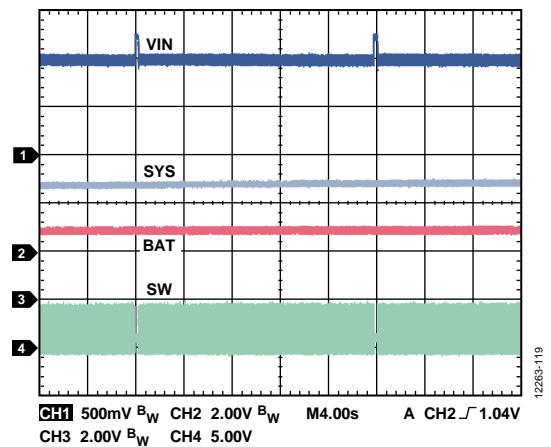 VIN
1
SYS
BAT
2
SW
3
4
12263-119
CH1 500mV BW CH2 2.00V BW M4.00s A CH2 1.04V
CH3 2.00V BW CH4 5.00V